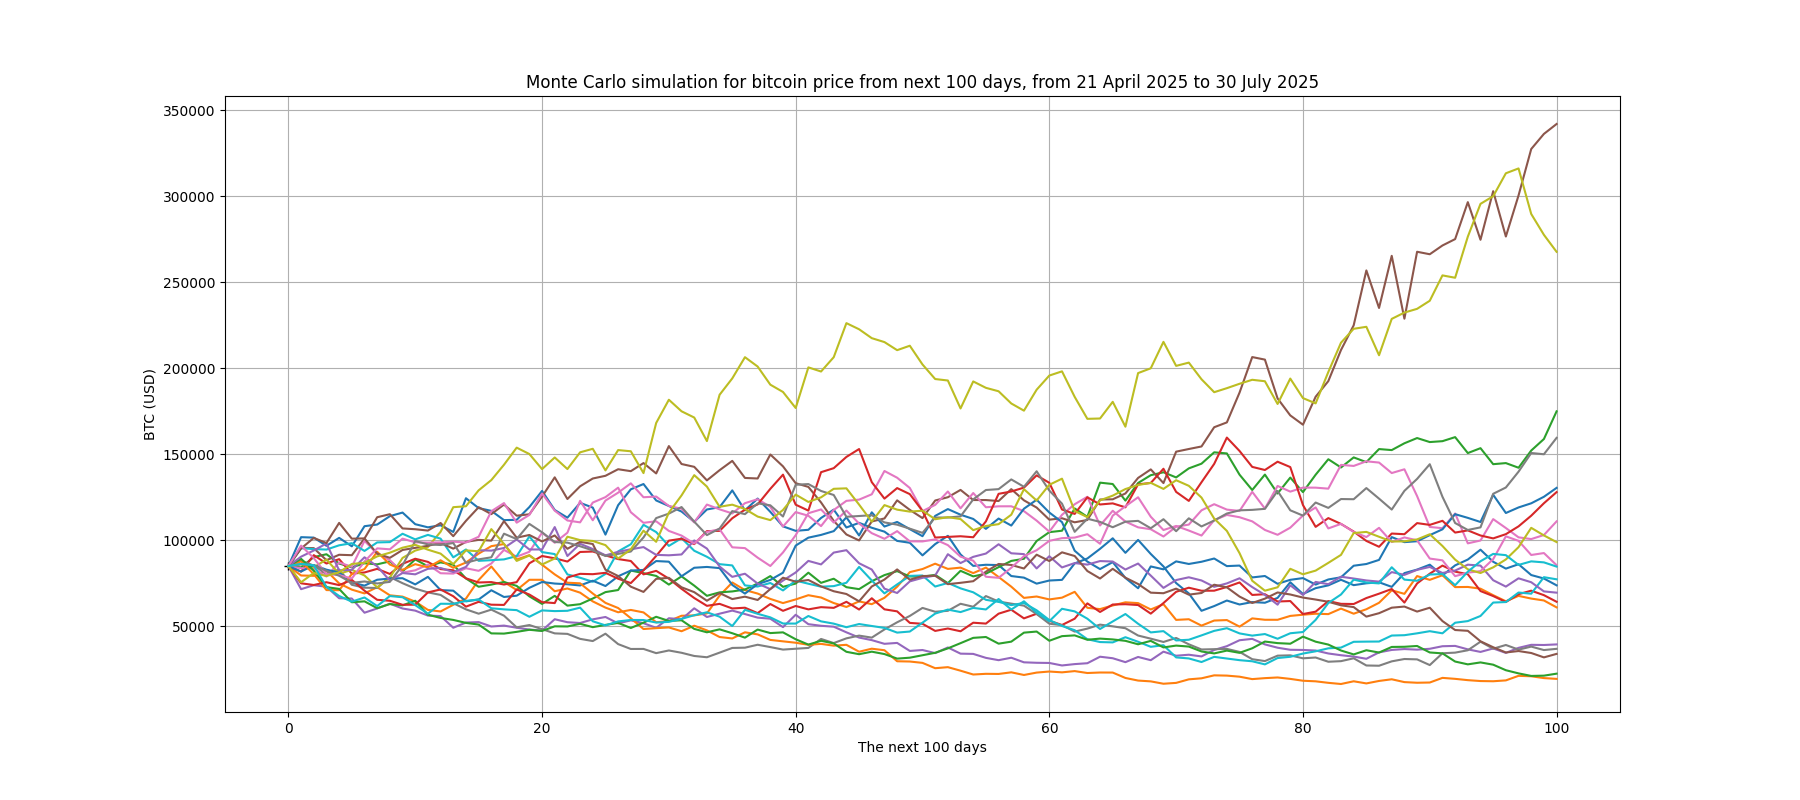 Monte Carlo simulation for bitcoin price from next 100 days, from 21 April 2025 to 30 July 2025
350000
300000
250000
200000
150000
100000
50000
BTC (USD)
0 20 40 60 80 100
The next 100 days